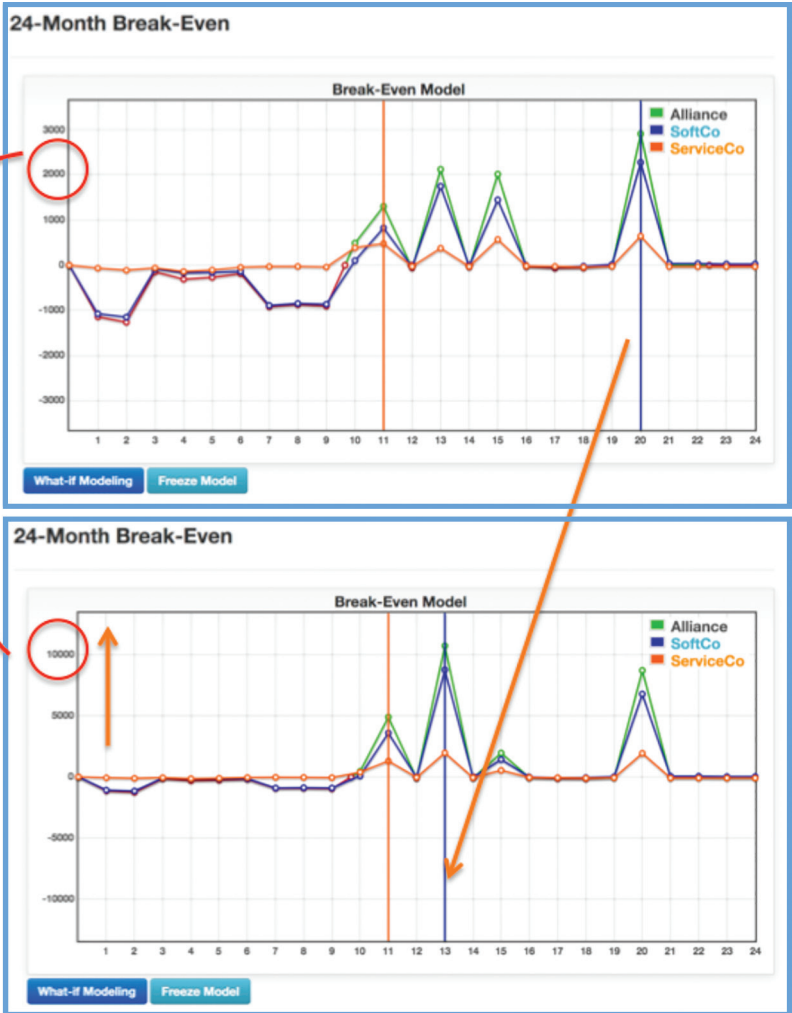 24-Month Break-Even
Break-Even Model
3000
2000
1000
0
-1000
-2000
-3000
Alliance
SoftCo
ServiceCo
1 2 3 4 5 6 7 8 9 10 11 12 13 14 15 16 17 18 19 20 21 22 23 24
What-if Modeling Freeze Model
24-Month Break-Even
Break-Even Model
10000
5000
0
-5000
-10000
Alliance
SoftCo
ServiceCo
1 2 3 4 5 6 7 8 9 10 11 12 13 14 15 16 17 18 19 20 21 22 23 24
What-if Modeling Freeze Model